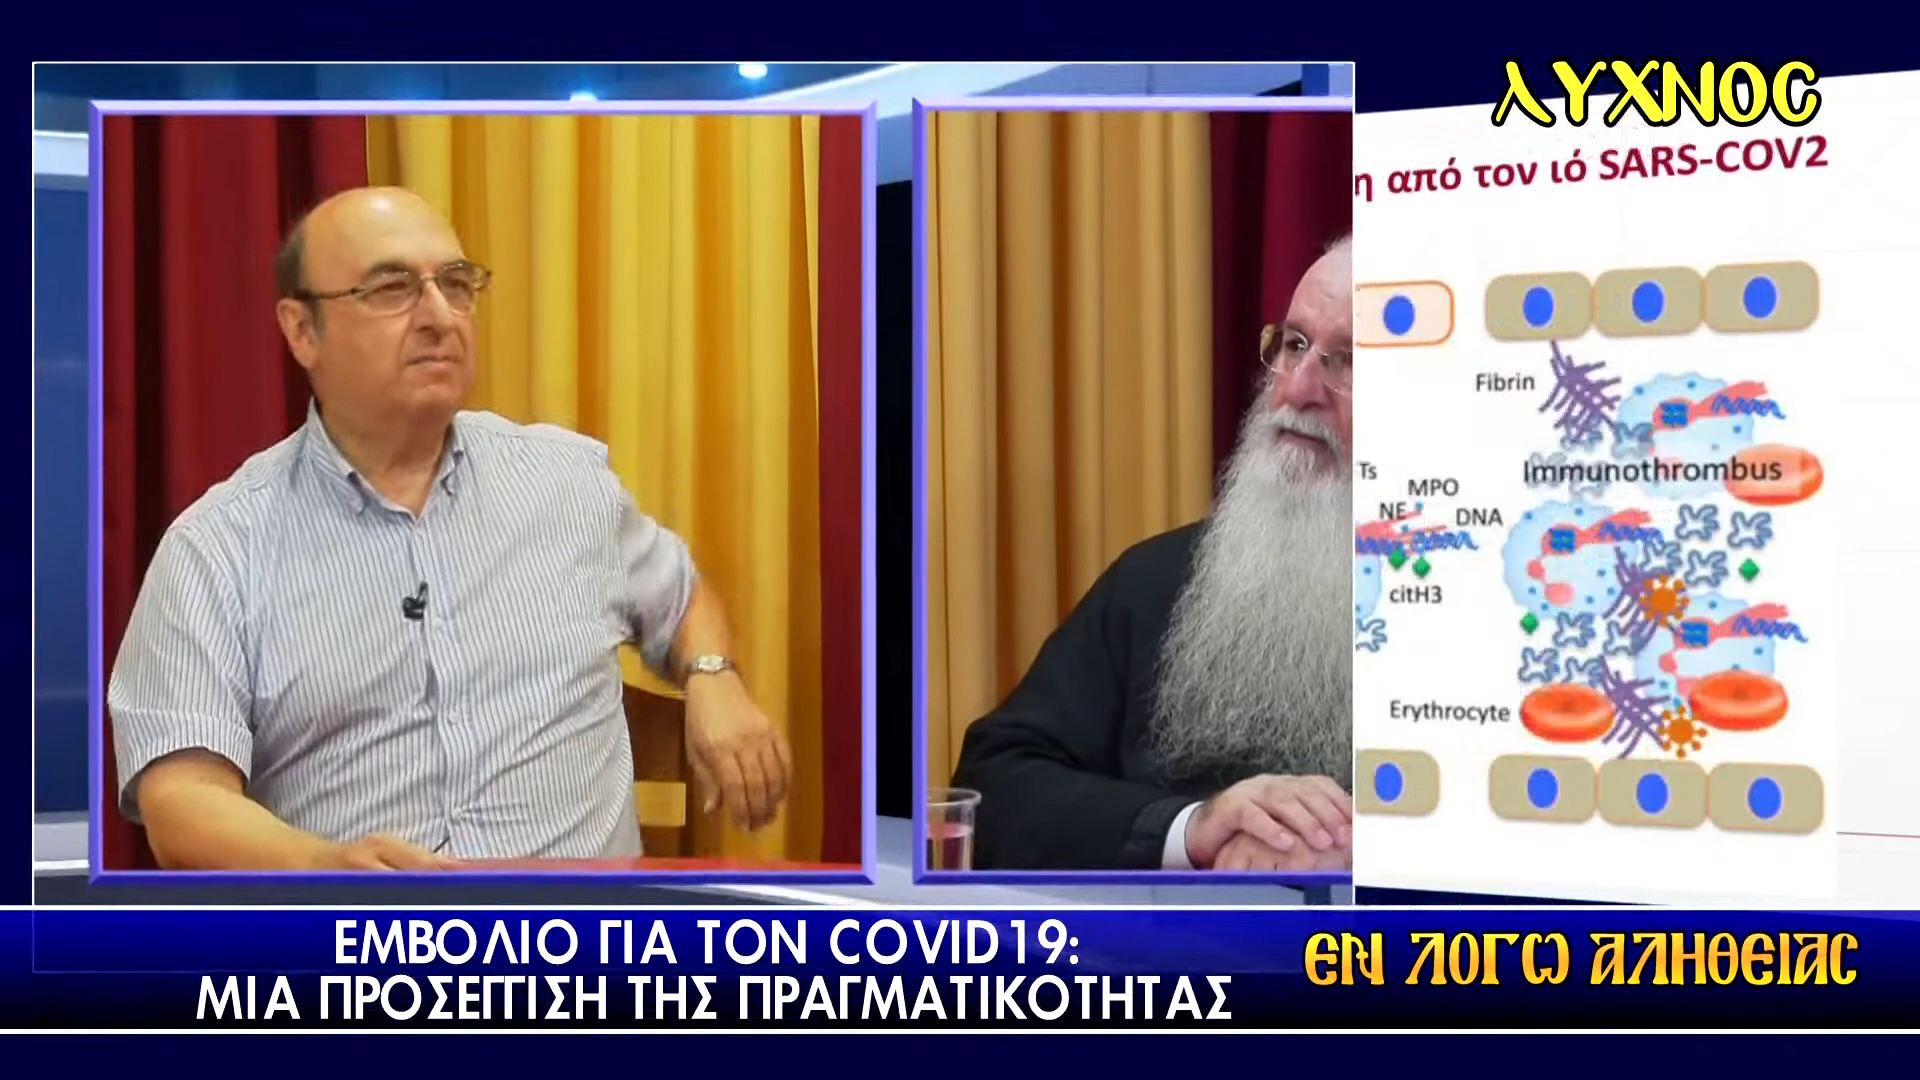 ΛΥΧΝΟΣ
η από τον ιό SARS-COV2
Fibrin
Immunothrombus
Ts
MPO
NE
DNA
citH3
Erythrocyte
ΕΜΒΟΛΙΟ ΓΙΑ ΤΟΝ COVID19:
ΜΙΑ ΠΡΟΣΕΓΓΙΣΗ ΤΗΣ ΠΡΑΓΜΑΤΙΚΟΤΗΤΑΣ
ΕΝ ΛΟΓΩ ΑΛΗΘΕΙΑΣ